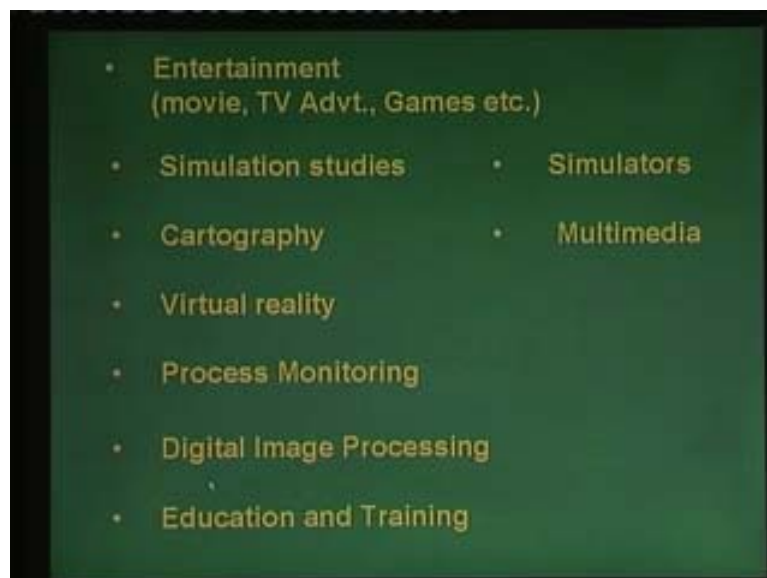 • Entertainment
(movie, TV Advt., Games etc.)
• Simulation studies • Simulators
• Cartography • Multimedia
• Virtual reality
• Process Monitoring
• Digital Image Processing
• Education and Training